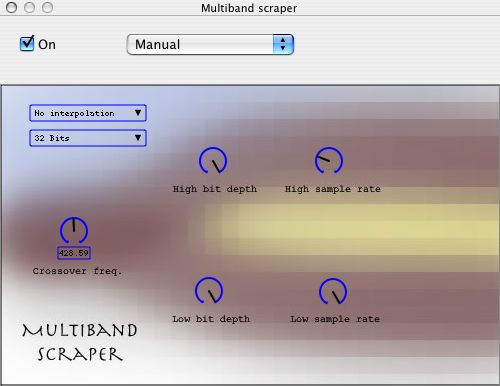 Multiband scraper
On
Manual
No interpolation
32 Bits
High bit depth
High sample rate
428.59
Crossover freq.
Low bit depth
Low sample rate
MULTIBAND
SCRAPER